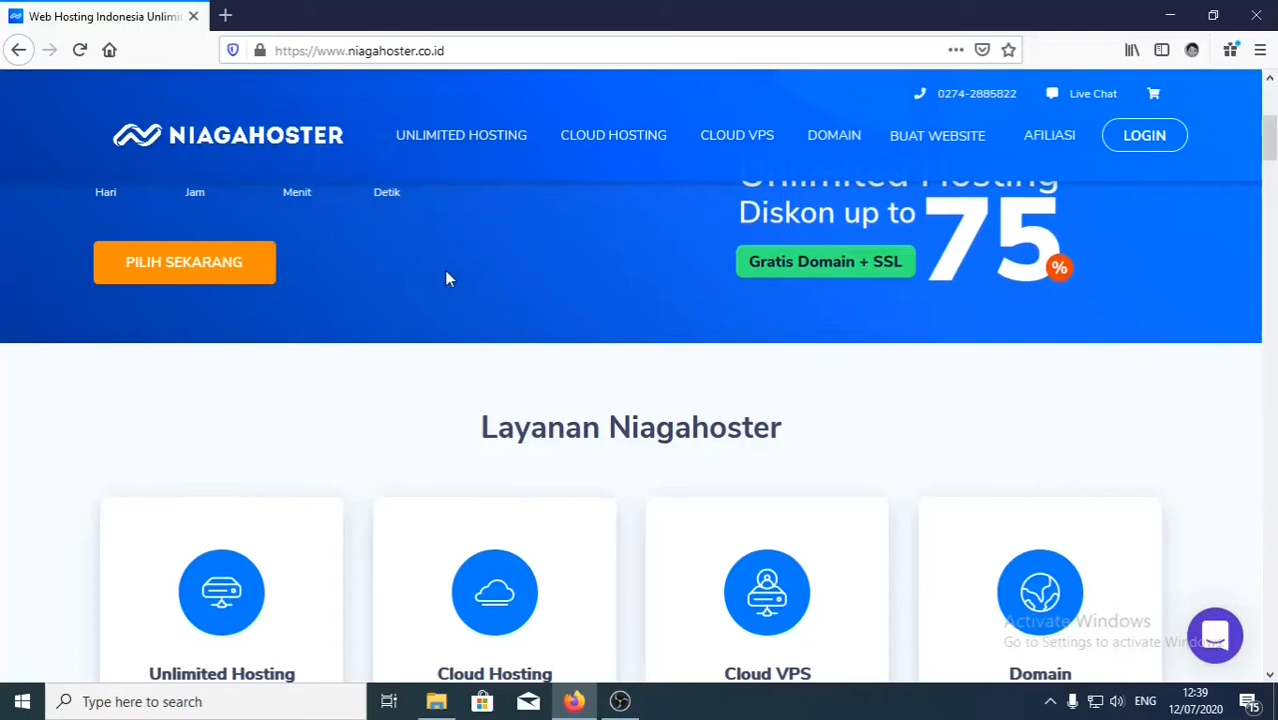 Web Hosting Indonesia Unlimi
https://www.niagahoster.co.id
0274-2885822
Live Chat
NIAGAHOSTER
UNLIMITED HOSTING
CLOUD HOSTING
CLOUD VPS
DOMAIN
BUAT WEBSITE
AFILIASI
LOGIN
Hari
Jam
Menit
Detik
Unlimited Hosting
Diskon up to
75
%
PILIH SEKARANG
Gratis Domain + SSL
Layanan Niagahoster
Unlimited Hosting
Cloud Hosting
Cloud VPS
Domain
Activate Windows
Go to Settings to activate Windows.
Type here to search
ENG
12:39
12/07/2020
15